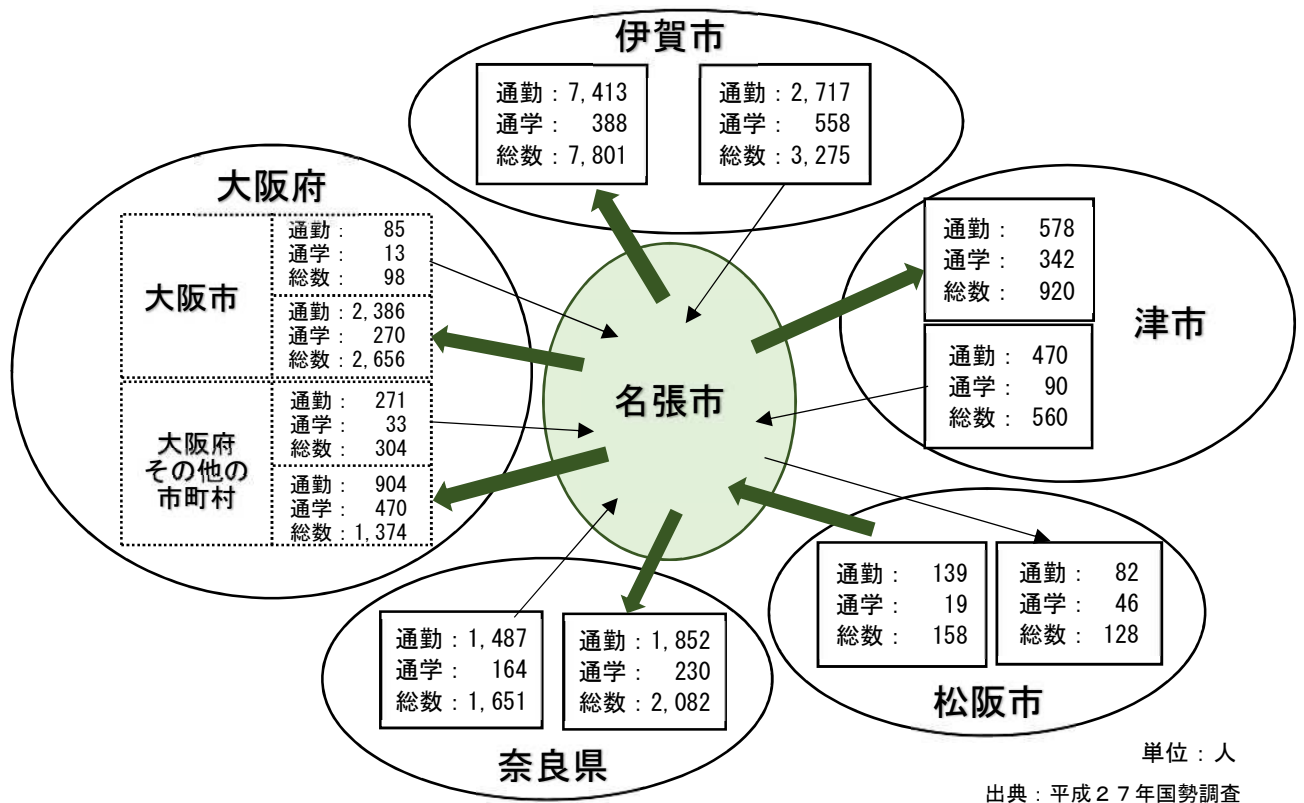 伊賀市
通勤：7,413
通学： 388
総数：7,801
通勤：2,717
通学： 558
総数：3,275
大阪府
大阪市
通勤： 85
通学： 13
総数： 98
通勤：2,386
通学： 270
総数：2,656
大阪府
その他の
市町村
通勤： 271
通学： 33
総数： 304
通勤： 904
通学： 470
総数：1,374
名張市
通勤： 578
通学： 342
総数： 920
通勤： 470
通学： 90
総数： 560
津市
通勤： 139
通学： 19
総数： 158
通勤： 82
通学： 46
総数： 128
松阪市
通勤：1,487
通学： 164
総数：1,651
通勤：1,852
通学： 230
総数：2,082
奈良県
単位：人
出典：平成２７年国勢調査